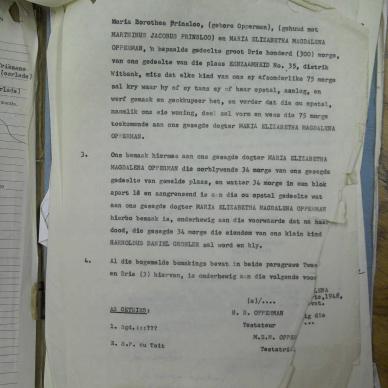 Maria Dorothea Prinsloo, (gebore Opperman), (gehuud met
MARTHINUS JACOBUS PRINSLOO) en MARIA ELIZABETHA MAGDALENA
OPPERMAN, 'n bepaalde gedeelte groot Drie honderd (300) morge,
van ons gedeelte van die plaas EENZAAMHEID No. 35, distrik
Witbank, mits dat elke kind van sy afsonderlike 75 morge
sal kry waar hy of sy tans sy of haar opstal, aanleg, en
werf gemaak en geokkupeer het, en verder dat die ou opstal,
naamlik ons eie woning, deel sal vorm en wees die 75 morge
toekomende aan ons gesegde dogter MARIA ELIZABETHA MAGDALENA
OPPERMAN.
3. Ons bemaak hiermee aan ons gesegde dogter MARIA ELIZABETHA
MAGDALENA OPPERMAN die oorblywende 34 morge van ons gesegde
gedeelte van gemelde plaas, en watter 34 morge in een blok
apart lê en aangrensend is aan die ou opstal gedeelte wat
aan ons gesegde dogter MARIA ELIZABETHA MAGDALENA OPPERMAN
hierbo bemaak is, onderhewig aan die voorwaarde dat na haar
dood, die gesegde 34 morge die eiendom van ons klein kind
DANIEL sal word en bly.
4. Al die bogemelde bemakings bevat in beide paragrawe Twee
en Drie (3) hiervan, is onderhewig aan die volgende voor
(s)/....
AS GETUIES:
OPPERMAN
1. Sgd.:::???
Testateur
M.E.M. OPPER
2. du Toit
Testatri
1948.